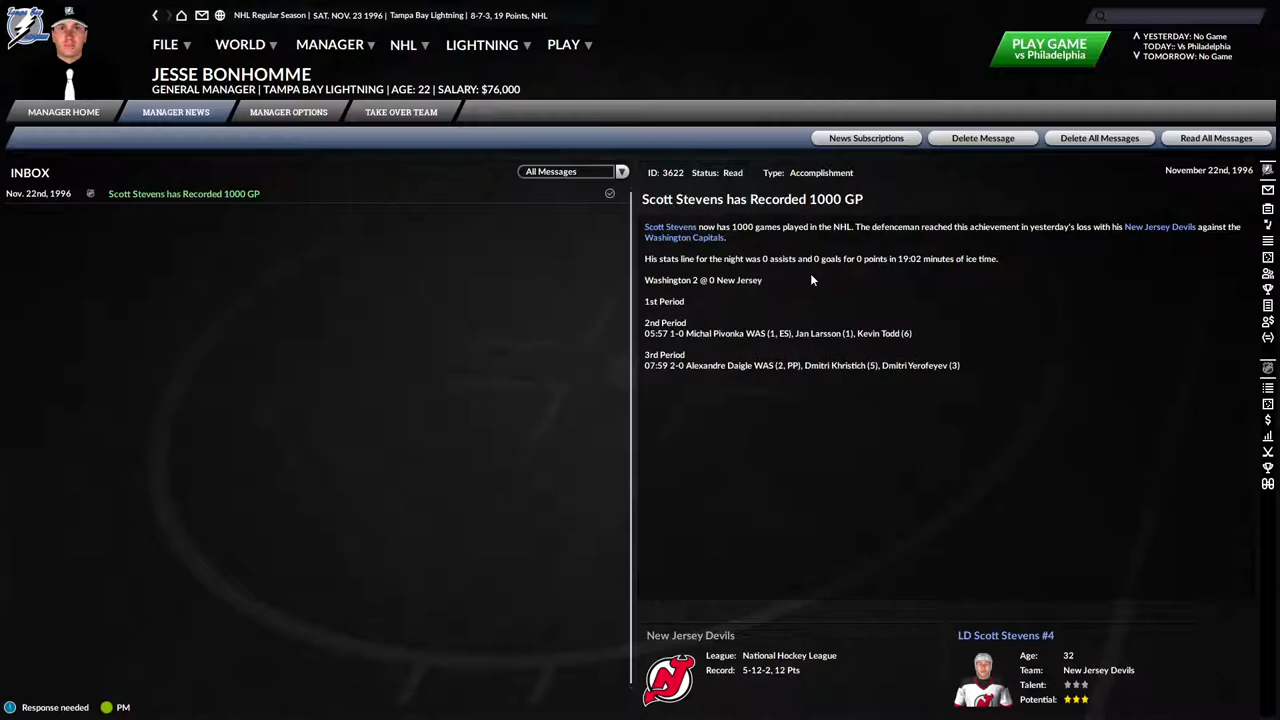 NHL Regular Season | SAT. NOV. 23 1996 | Tampa Bay Lightning | 8-7-3, 19 Points, NHL
FILE WORLD MANAGER NHL LIGHTNING PLAY
PLAY GAME
vs Philadelphia
YESTERDAY: No Game
TODAY:: Vs Philadelphia
TOMORROW: No Game
JESSE BONHOMME
GENERAL MANAGER | TAMPA BAY LIGHTNING | AGE: 22 | SALARY: $76,000
MANAGER HOME MANAGER NEWS MANAGER OPTIONS TAKE OVER TEAM
News Subscriptions Delete Message Delete All Messages Read All Messages
INBOX All Messages
Nov. 22nd, 1996 Scott Stevens has Recorded 1000 GP
ID: 3622 Status: Read Type: Accomplishment November 22nd, 1996
Scott Stevens has Recorded 1000 GP
Scott Stevens now has 1000 games played in the NHL. The defenceman reached this achievement in yesterday's loss with his New Jersey Devils against the
Washington Capitals.
His stats line for the night was 0 assists and 0 goals for 0 points in 19:02 minutes of ice time.
Washington 2 @ 0 New Jersey
1st Period
2nd Period
05:57 1-0 Michal Pivonka WAS (1, ES), Jan Larsson (1), Kevin Todd (6)
3rd Period
07:59 2-0 Alexandre Daigle WAS (2, PP), Dmitri Khristich (5), Dmitri Yerofeyev (3)
New Jersey Devils
League: National Hockey League
Record: 5-12-2, 12 Pts
LD Scott Stevens #4
Age: 32
Team: New Jersey Devils
Talent:
Potential:
Response needed PM